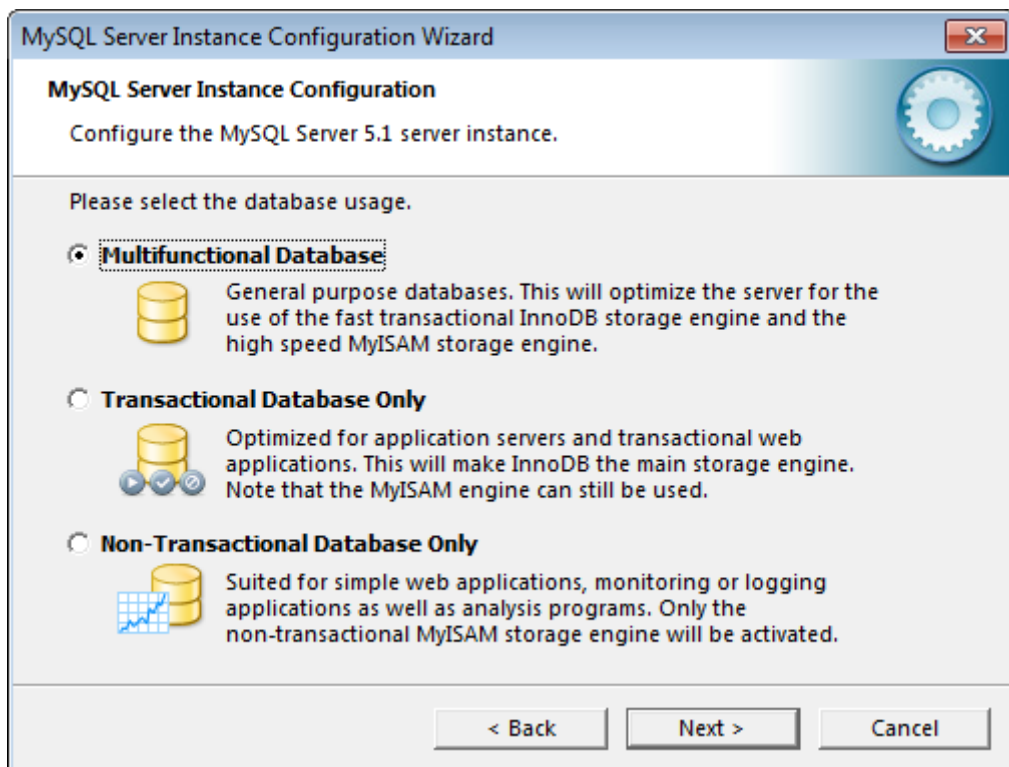 MySQL Server Instance Configuration Wizard
MySQL Server Instance Configuration
Configure the MySQL Server 5.1 server instance.
Please select the database usage.
Multifunctional Database
General purpose databases. This will optimize the server for the
use of the fast transactional InnoDB storage engine and the
high speed MyISAM storage engine.
Transactional Database Only
Optimized for application servers and transactional web
applications. This will make InnoDB the main storage engine.
Note that the MyISAM engine can still be used.
Non-Transactional Database Only
Suited for simple web applications, monitoring or logging
applications as well as analysis programs. Only the
non-transactional MyISAM storage engine will be activated.
< Back Next > Cancel